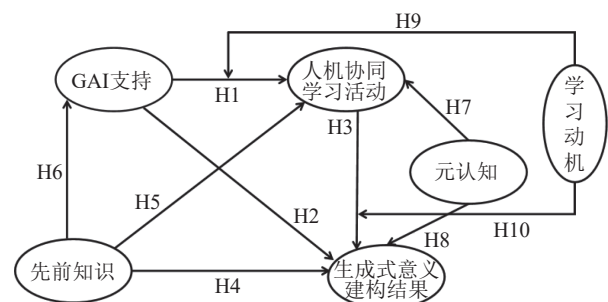 H9
GAI支持
H1
人机协同
学习活动
H3
H7
学习动机
H6
H5
元认知
H2
H10
H8
先前知识
H4
生成式意义
建构结果